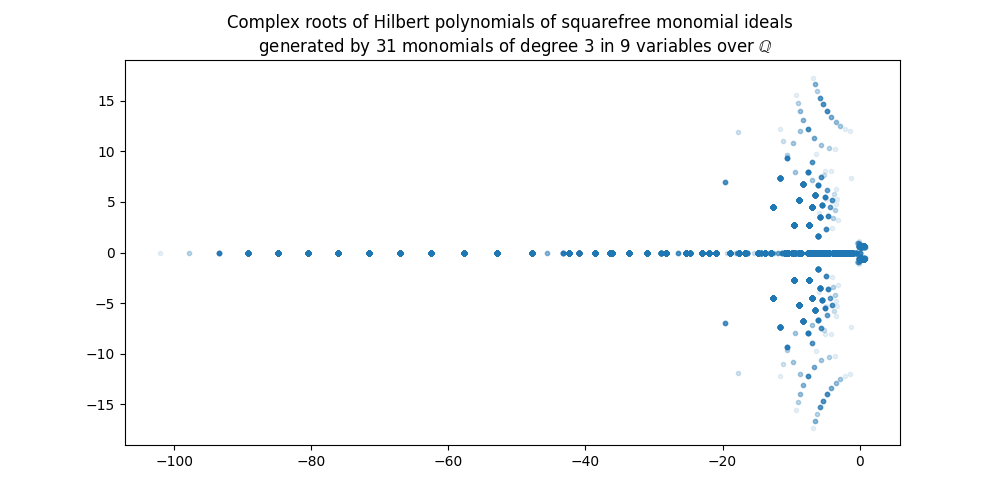 Complex roots of Hilbert polynomials of squarefree monomial ideals
generated by 31 monomials of degree 3 in 9 variables over ℚ
15
10
5
0
−5
−10
−15
−100 −80 −60 −40 −20 0